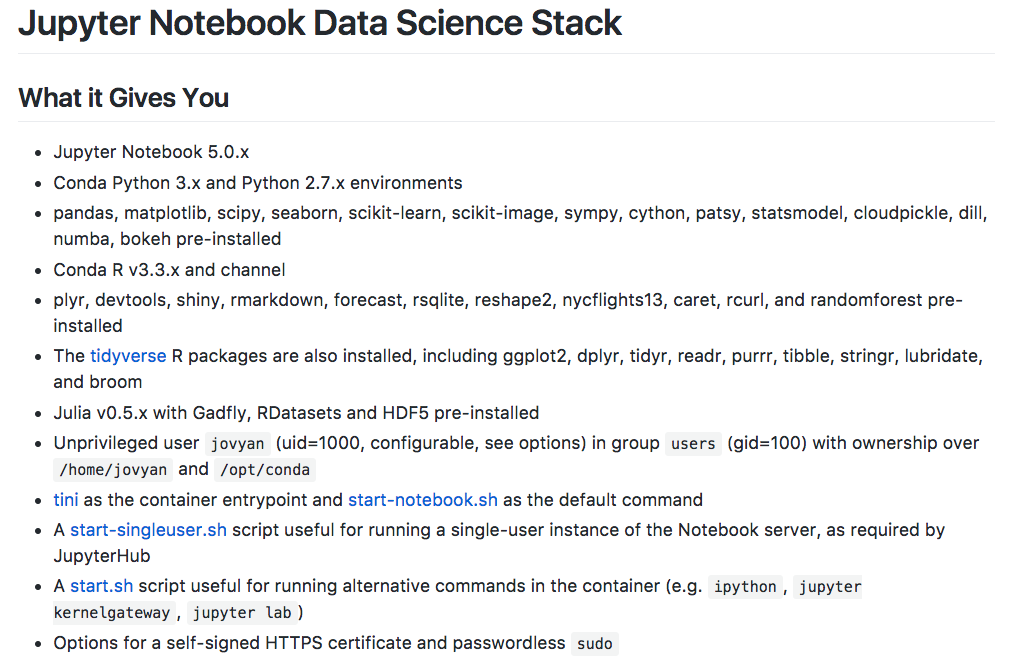 Jupyter Notebook Data Science Stack
What it Gives You
• Jupyter Notebook 5.0.x
• Conda Python 3.x and Python 2.7.x environments
• pandas, matplotlib, scipy, seaborn, scikit-learn, scikit-image, sympy, cython, patsy, statsmodel, cloudpickle, dill,
numba, bokeh pre-installed
• Conda R v3.3.x and channel
• plyr, devtools, shiny, rmarkdown, forecast, rsqlite, reshape2, nycflights13, caret, rcurl, and randomforest pre-
installed
• The tidyverse R packages are also installed, including ggplot2, dplyr, tidyr, readr, purrr, tibble, stringr, lubridate,
and broom
• Julia v0.5.x with Gadfly, RDatasets and HDF5 pre-installed
• Unprivileged user jovyan (uid=1000, configurable, see options) in group users (gid=100) with ownership over
/home/jovyan and /opt/conda
• tini as the container entrypoint and start-notebook.sh as the default command
• A start-singleuser.sh script useful for running a single-user instance of the Notebook server, as required by
JupyterHub
• A start.sh script useful for running alternative commands in the container (e.g. ipython, jupyter
kernelgateway, jupyter lab)
• Options for a self-signed HTTPS certificate and passwordless sudo